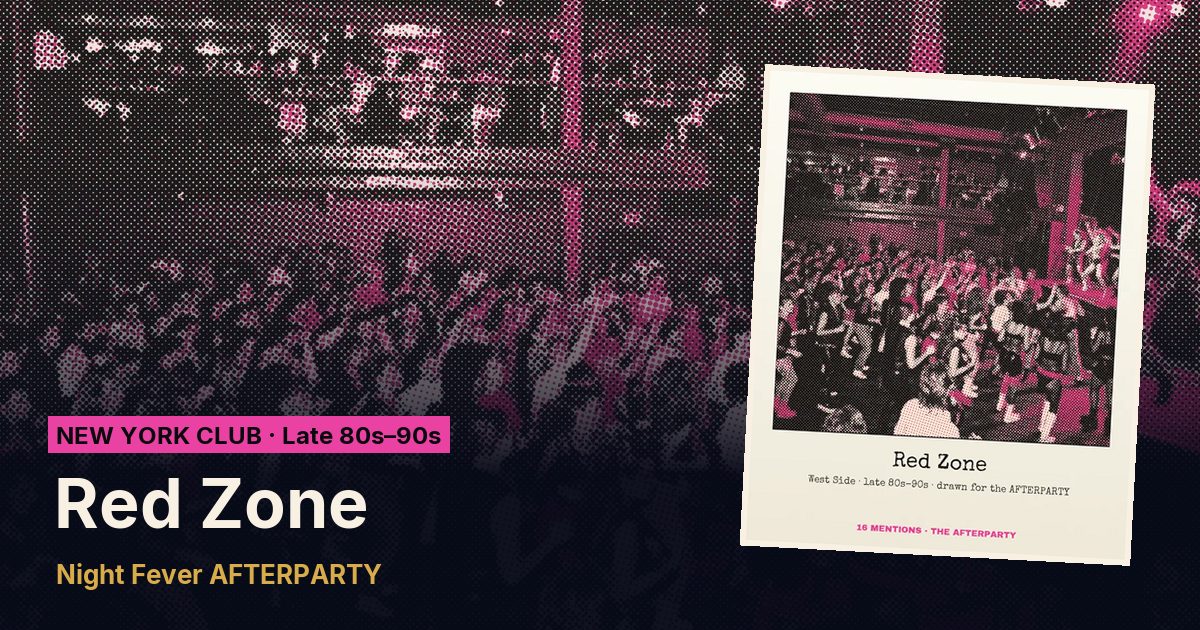 NEW YORK CLUB · Late 80s–90s
Red Zone
Night Fever AFTERPARTY
Red Zone
West Side · late 80s–90s · drawn for the AFTERPARTY
16 MENTIONS · THE AFTERPARTY